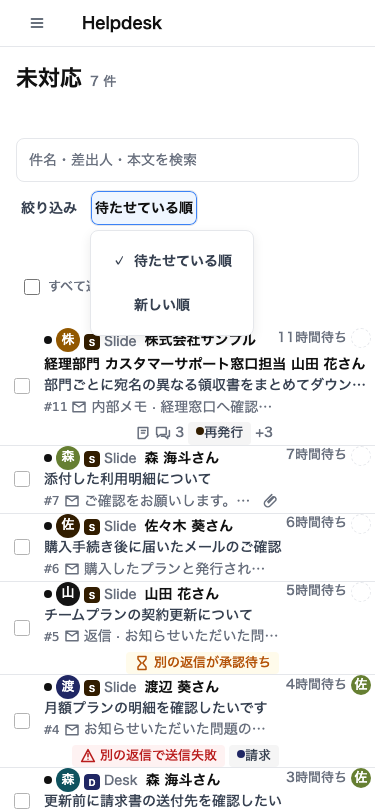 Helpdesk
未対応 7 件
件名・差出人・本文を検索
絞り込み 待たせている順
✓ 待たせている順
新しい順
すべて
株 S Slide 株式会社サンプル 11時間待ち
経理部門 カスタマーサポート窓口担当 山田 花さん
部門ごとに宛名の異なる領収書をまとめてダウン…
#11 内部メモ · 経理窓口へ確認…
3 再発行 +3
森 S Slide 森 海斗さん 7時間待ち
添付した利用明細について
#7 ご確認をお願いします。…
佐 S Slide 佐々木 葵さん 6時間待ち
購入手続き後に届いたメールのご確認
#6 購入したプランと発行され…
山 S Slide 山田 花さん 5時間待ち
チームプランの契約更新について
#5 返信 · お知らせいただいた問…
別の返信が承認待ち
渡 S Slide 渡辺 葵さん 4時間待ち 佐
月額プランの明細を確認したいです
#4 お知らせいただいた問題の…
別の返信で送信失敗 請求
森 D Desk 森 海斗さん 3時間待ち 佐
更新前に請求書の送付先を確認したい